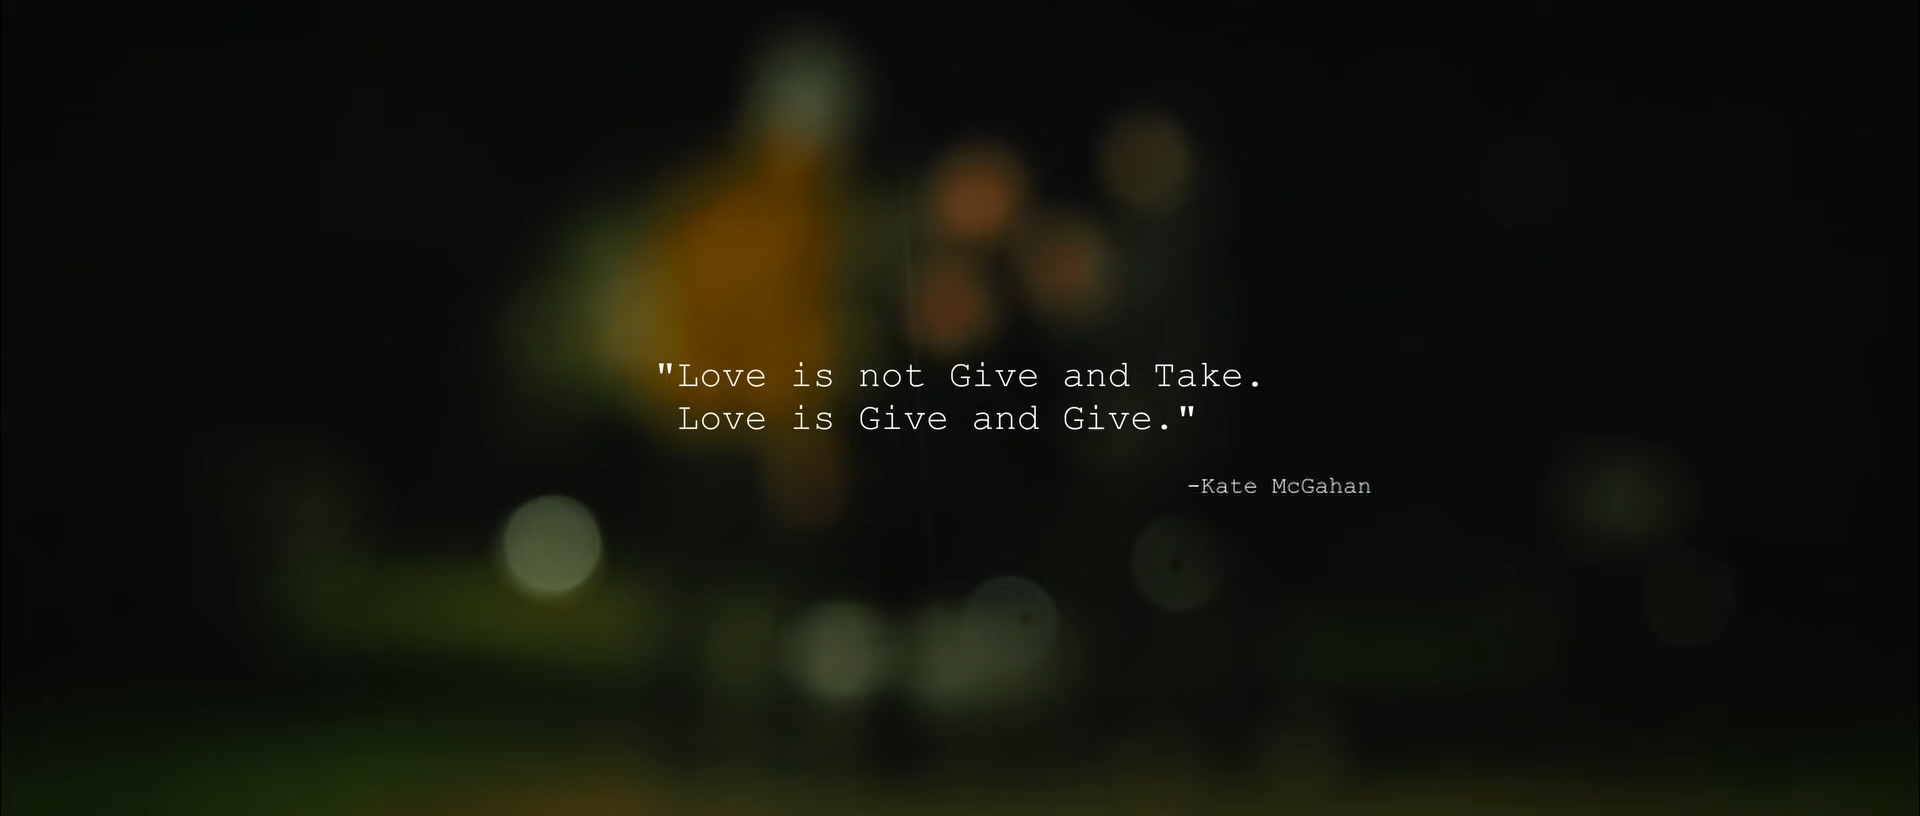 "Love is not Give and Take.
Love is Give and Give."
-Kate McGahan